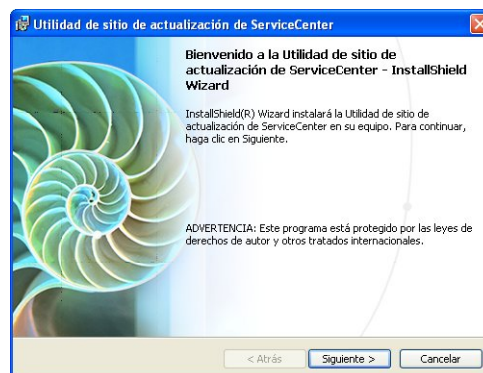 Utilidad de sitio de actualización de ServiceCenter
Bienvenido a la Utilidad de sitio de
actualización de ServiceCenter - InstallShield
Wizard
InstallShield(R) Wizard instalará la Utilidad de sitio de
actualización de ServiceCenter en su equipo. Para continuar,
haga clic en Siguiente.
ADVERTENCIA: Este programa está protegido por las leyes de
derechos de autor y otros tratados internacionales.
< Atrás Siguiente > Cancelar